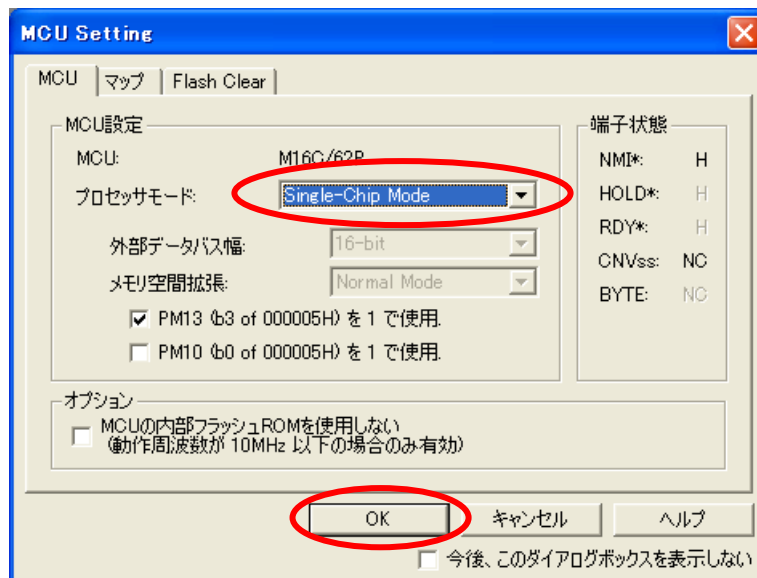 MCU Setting
MCU マップ Flash Clear
MCU設定
MCU: M16C/62P
プロセッサモード: Single-Chip Mode
外部データバス幅: 16-bit
メモリ空間拡張: Normal Mode
PM13 (b3 of 000005H) を 1 で使用.
PM10 (b0 of 000005H) を 1 で使用.
端子状態
NMI*: H
HOLD*: H
RDY*: H
CNVss: NC
BYTE: NC
オプション
MCUの内部フラッシュROMを使用しない
(動作周波数が 10MHz 以下の場合のみ有効)
OK キャンセル ヘルプ
今後、このダイアログボックスを表示しない